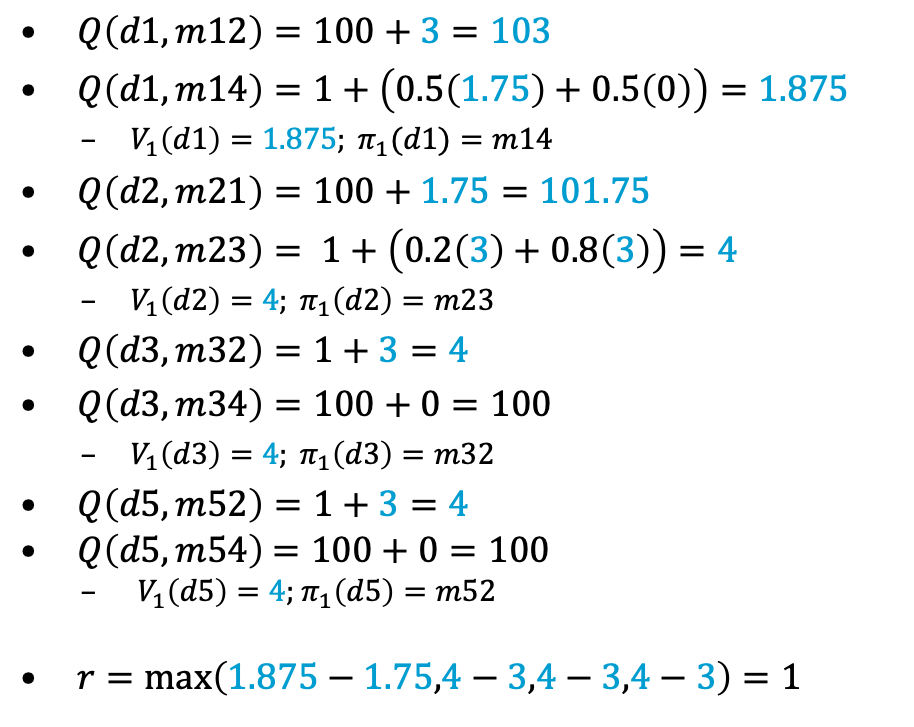 • Q(d1,m12) = 100 + 3 = 103
• Q(d1,m14) = 1 + (0.5(1.75) + 0.5(0)) = 1.875
– V₁(d1) = 1.875; π₁(d1) = m14
• Q(d2,m21) = 100 + 1.75 = 101.75
• Q(d2,m23) = 1 + (0.2(3) + 0.8(3)) = 4
– V₁(d2) = 4; π₁(d2) = m23
• Q(d3,m32) = 1 + 3 = 4
• Q(d3,m34) = 100 + 0 = 100
– V₁(d3) = 4; π₁(d3) = m32
• Q(d5,m52) = 1 + 3 = 4
• Q(d5,m54) = 100 + 0 = 100
– V₁(d5) = 4; π₁(d5) = m52
• r = max(1.875 − 1.75,4 − 3,4 − 3,4 − 3) = 1